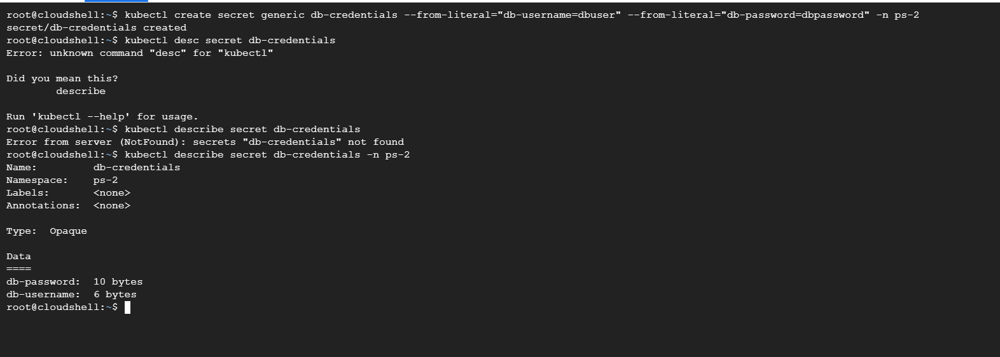 root@cloudshell:~$ kubectl create secret generic db-credentials --from-literal="db-username=dbuser" --from-literal="db-password=dbpassword" -n ps-2
secret/db-credentials created
root@cloudshell:~$ kubectl desc secret db-credentials
Error: unknown command "desc" for "kubectl"

Did you mean this?
        describe

Run 'kubectl --help' for usage.
root@cloudshell:~$ kubectl describe secret db-credentials
Error from server (NotFound): secrets "db-credentials" not found
root@cloudshell:~$ kubectl describe secret db-credentials -n ps-2
Name:         db-credentials
Namespace:    ps-2
Labels:       <none>
Annotations:  <none>

Type:  Opaque

Data
====
db-password:  10 bytes
db-username:  6 bytes
root@cloudshell:~$